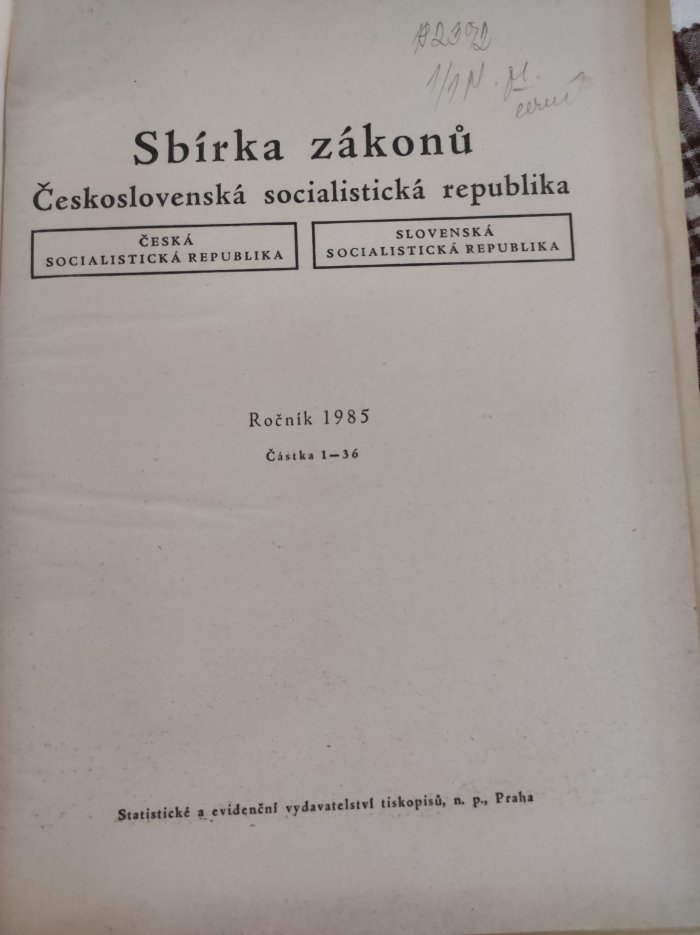 Sbírka zákonů
Československá socialistická republika
ČESKÁ
SOCIALISTICKÁ REPUBLIKA
SLOVENSKÁ
SOCIALISTICKÁ REPUBLIKA
Ročník 1985
Částka 1—36
Statistické a evidenční vydavatelství tiskopisů, n. p., Praha